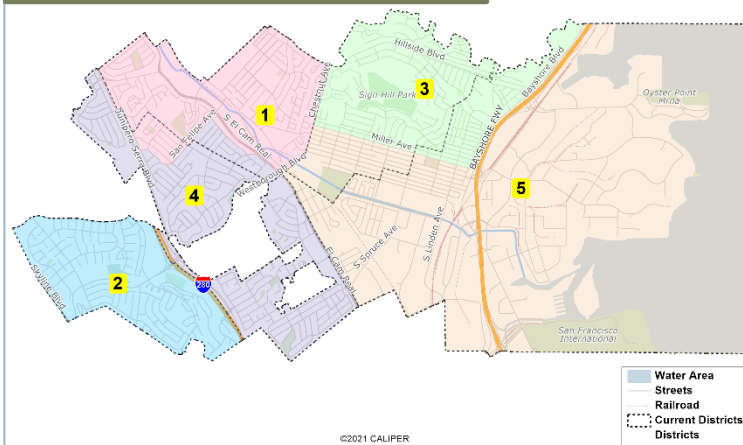 Hillside Blvd
Bayshore Blvd
Chestnut Ave
Sign Hill Park
3
Oyster Point
Mrna
1
Junipero Serra Blvd
San Felipe Ave
S El Cam Real
Miller Ave
BAYSHORE FWY
Westborough Blvd
4
5
S Spruce Ave
S Linden Ave
El Cam Real
Skyline Blvd
2
280
San Francisco
International
Water Area
Streets
Railroad
Current Districts
Districts
©2021 CALIPER